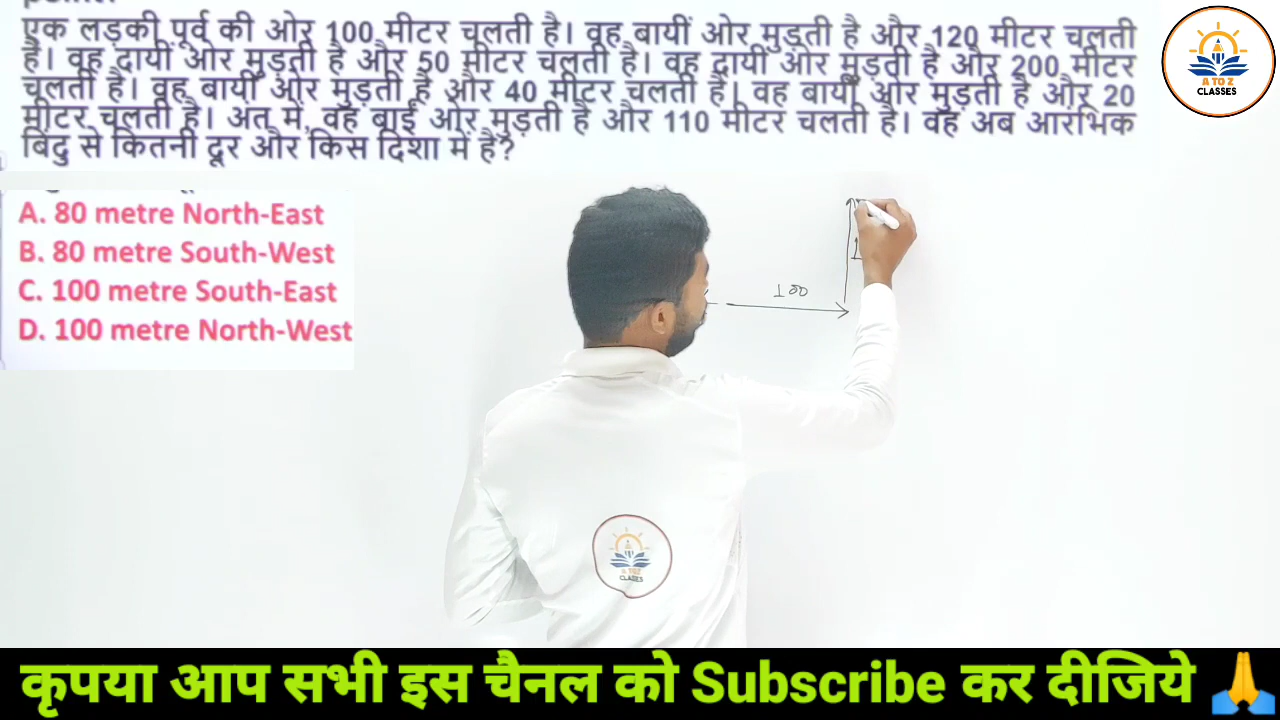 एक लड़की पूर्व की ओर 100 मीटर चलती है। वह बायीं ओर मुड़ती है और 120 मीटर चलती
है। वह दायीं ओर मुड़ती है और 50 मीटर चलती है। वह दायीं ओर मुड़ती है और 200 मीटर
चलती है। वह बायीं ओर मुड़ती है और 40 मीटर चलती है। वह बायीं ओर मुड़ती है और 20
मीटर चलती है। अंत में, वह बाईं ओर मुड़ती है और 110 मीटर चलती है। वह अब आरंभिक
बिंदु से कितनी दूर और किस दिशा में है?
A. 80 metre North-East
B. 80 metre South-West
C. 100 metre South-East
D. 100 metre North-West
100
A TO Z
CLASSES
A TO Z
CLASSES
कृपया आप सभी इस चैनल को Subscribe कर दीजिये 🙏